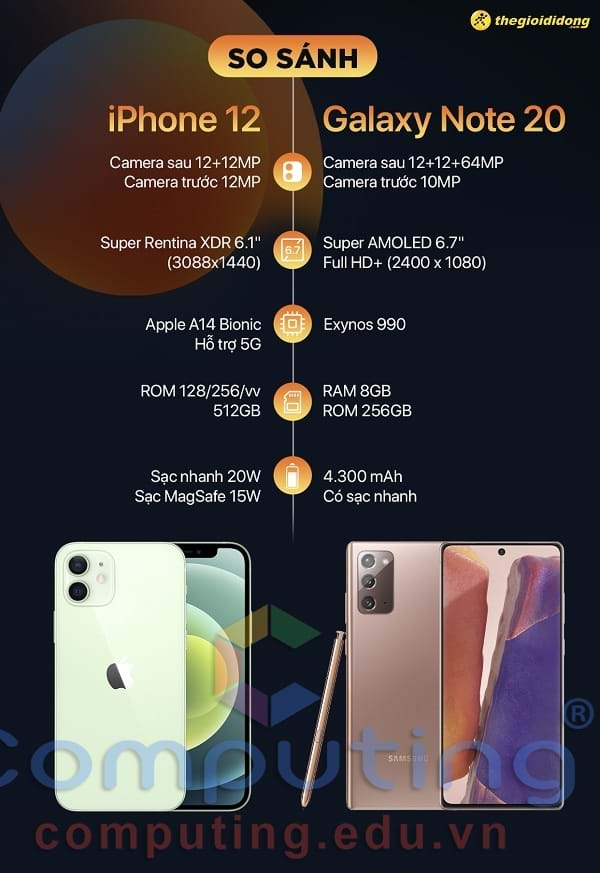 thegioididong
.com
SO SÁNH
iPhone 12
Galaxy Note 20
Camera sau 12+12MP
Camera trước 12MP
Camera sau 12+12+64MP
Camera trước 10MP
Super Rentina XDR 6.1"
(3088x1440)
6.7
Super AMOLED 6.7"
Full HD+ (2400 x 1080)
Apple A14 Bionic
Hỗ trợ 5G
Exynos 990
ROM 128/256/vv
512GB
RAM 8GB
ROM 256GB
Sạc nhanh 20W
Sạc MagSafe 15W
4.300 mAh
Có sạc nhanh
SAMSUNG
Computing®
computing.edu.vn